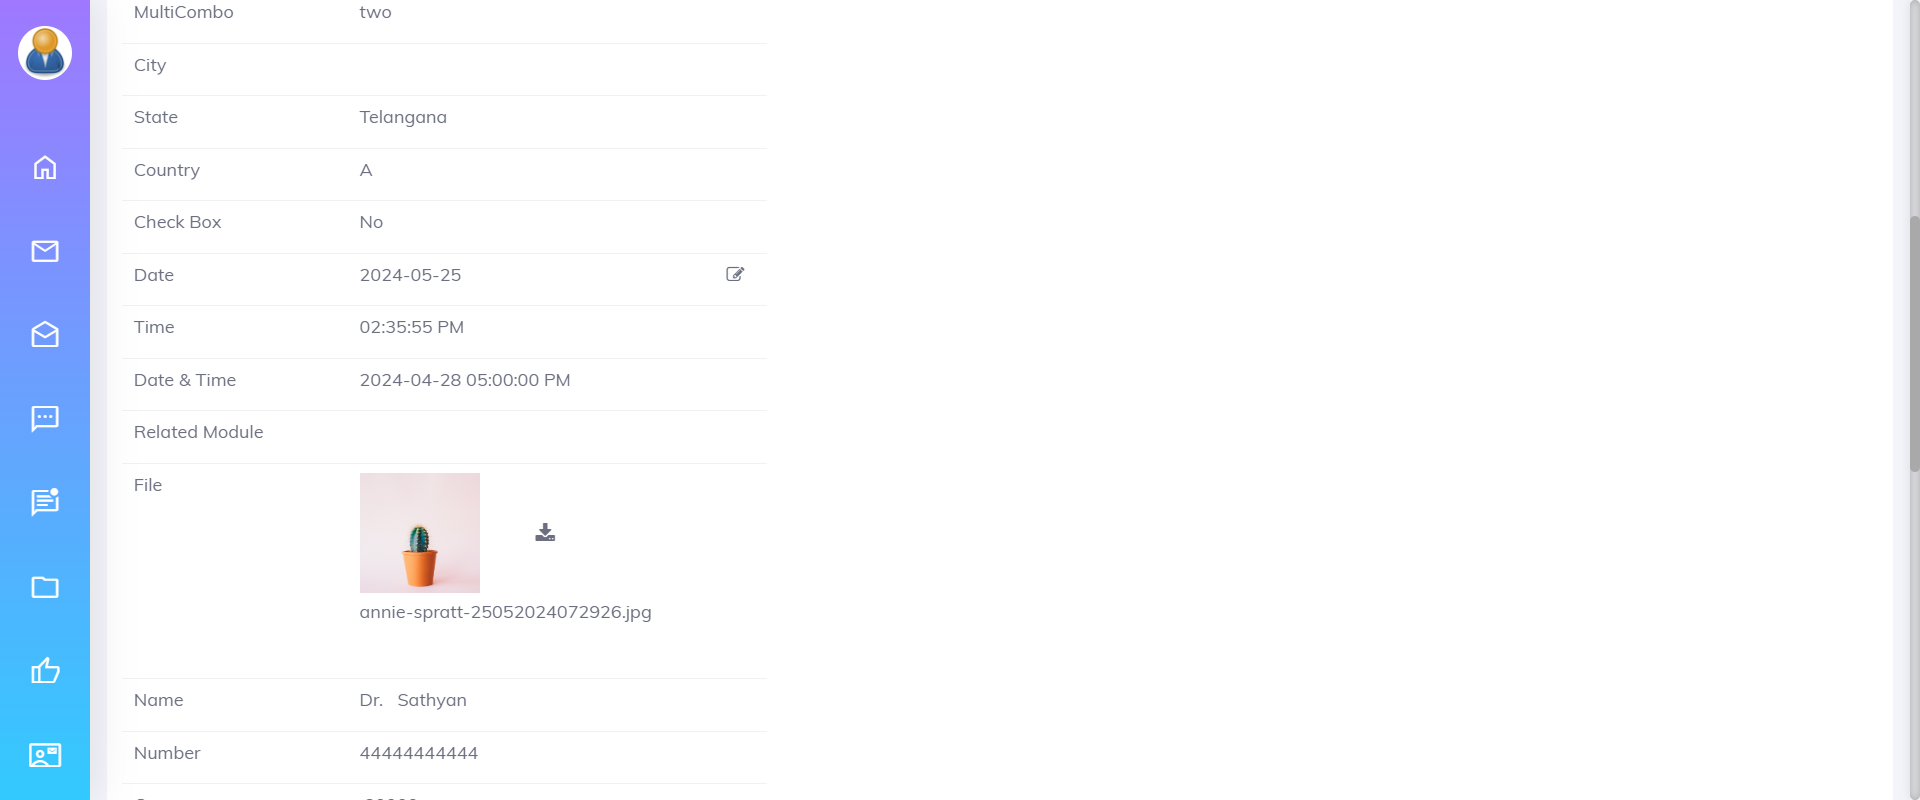 MultiCombo two
City
State Telangana
Country A
Check Box No
Date 2024-05-25
Time 02:35:55 PM
Date & Time 2024-04-28 05:00:00 PM
Related Module
File
annie-spratt-25052024072926.jpg
Name Dr. Sathyan
Number 44444444444